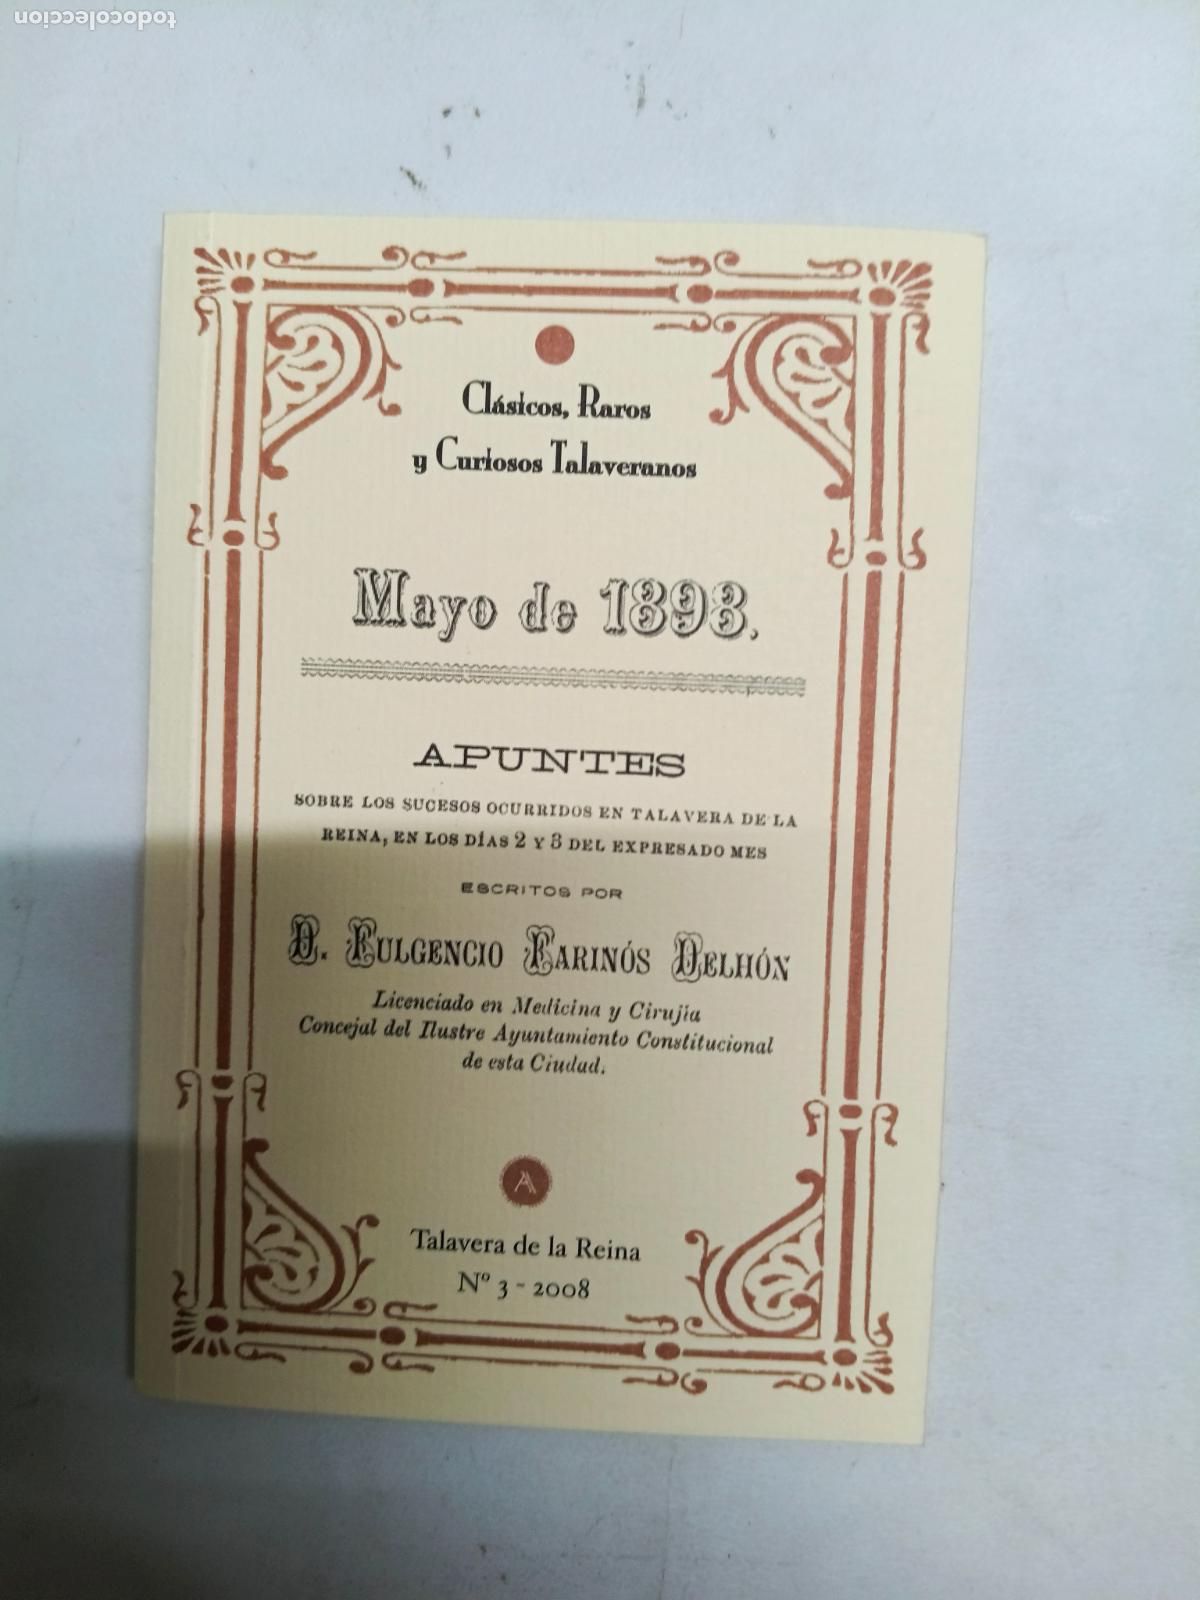 todocoleccion
Clásicos, Raros
y Curiosos Talaveranos
Mayo de 1898.
APUNTES
SOBRE LOS SUCESOS OCURRIDOS EN TALAVERA DE LA
REINA, EN LOS DÍAS 2 Y 3 DEL EXPRESADO MES
ESCRITOS POR
D. FULGENCIO FARINÓS DELHÓN
Licenciado en Medicina y Cirujía
Concejal del Ilustre Ayuntamiento Constitucional
de esta Ciudad.
A
Talavera de la Reina
Nº 3 - 2008